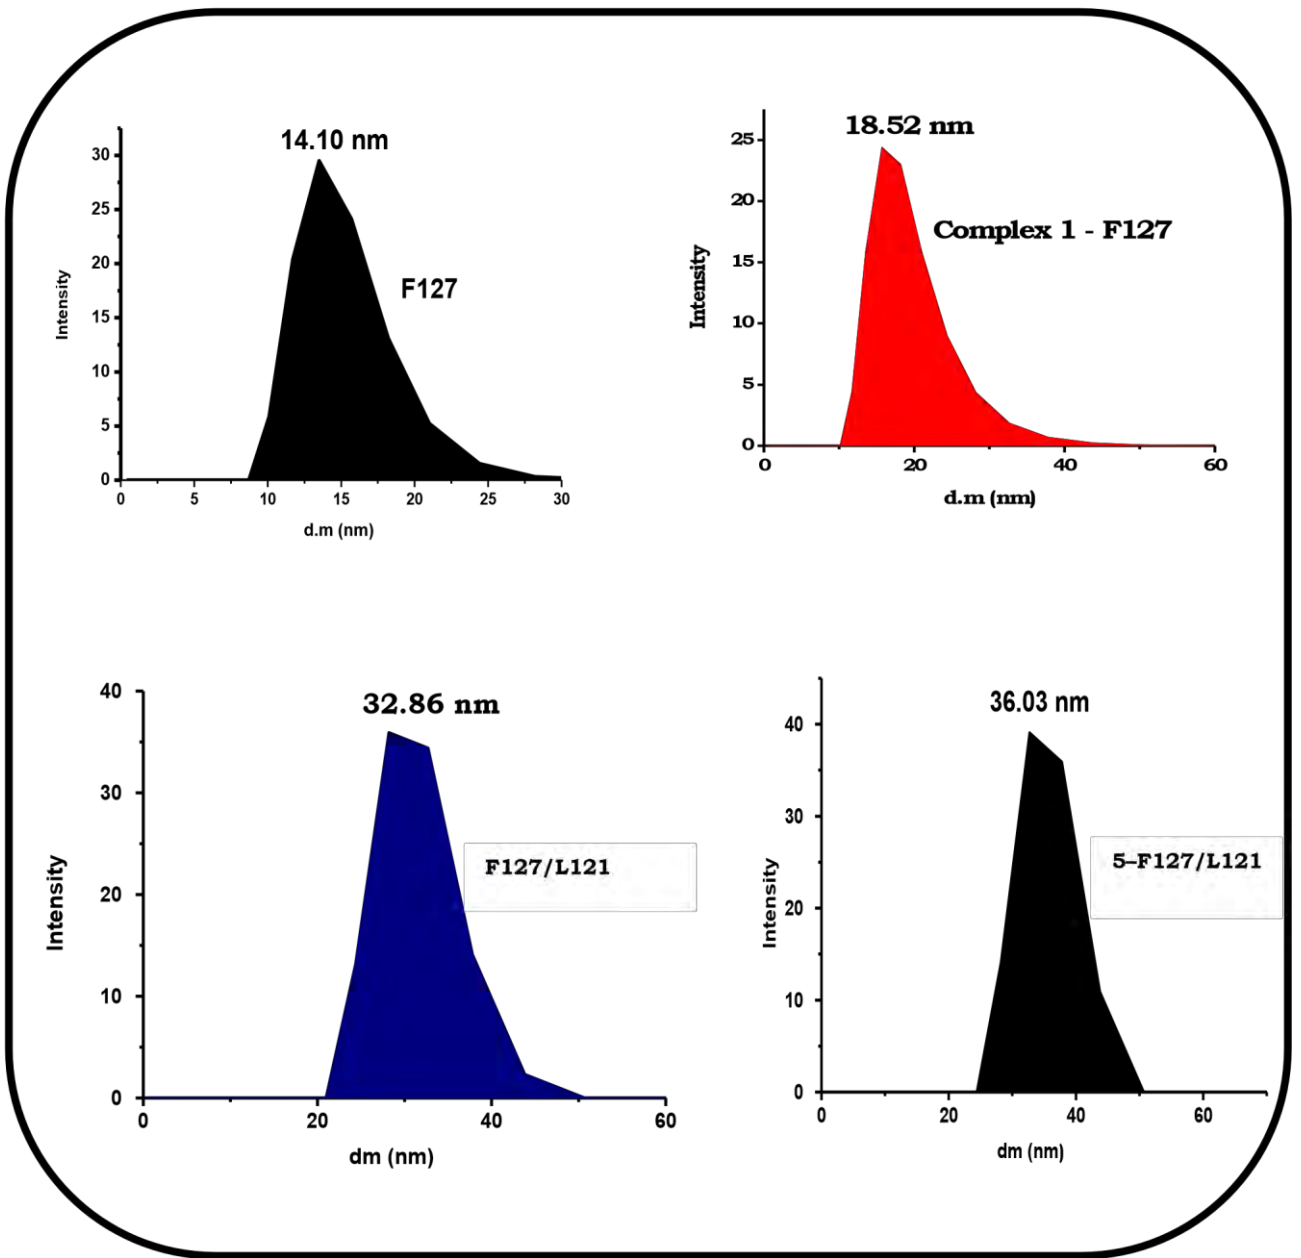 14.10 nm
30
25
20
15
10
5
0
Intensity
F127
0 5 10 15 20 25 30
d.m (nm)
18.52 nm
25
20
15
10
5
0
Intensity
Complex 1 - F127
0 20 40 60
d.m (nm)
32.86 nm
40
30
20
10
0
Intensity
F127/L121
0 20 40 60
dm (nm)
36.03 nm
40
30
20
10
0
Intensity
5–F127/L121
0 20 40 60
dm (nm)